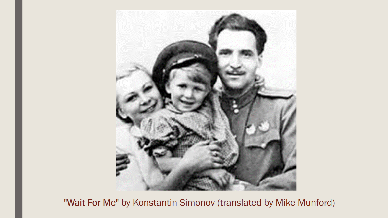 "Wait For Me" by Konstantin Simonov (translated by Mike Munford)